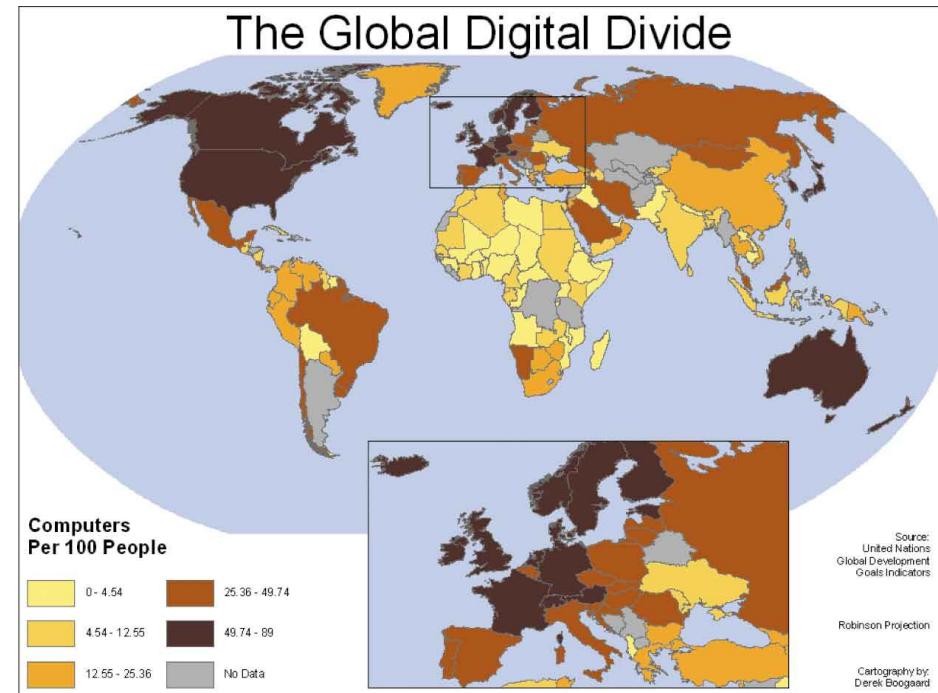 The Global Digital Divide
Computers
Per 100 People
0 - 4.54
4.54 - 12.55
12.55 - 25.36
25.36 - 49.74
49.74 - 89
No Data
Source:
United Nations
Global Development
Goals Indicators
Robinson Projection
Cartography by:
Derek Boogaard